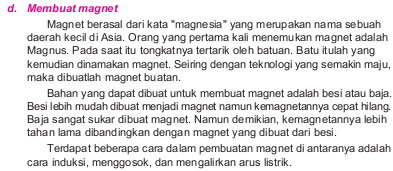 d. Membuat magnet
Magnet berasal dari kata "magnesia" yang merupakan nama sebuah
daerah kecil di Asia. Orang yang pertama kali menemukan magnet adalah
Magnus. Pada saat itu tongkatnya tertarik oleh batuan. Batu itulah yang
kemudian dinamakan magnet. Seiring dengan teknologi yang semakin maju,
maka dibuatlah magnet buatan.
Bahan yang dapat dibuat untuk membuat magnet adalah besi atau baja.
Besi lebih mudah dibuat menjadi magnet namun kemagnetannya cepat hilang.
Baja sangat sukar dibuat magnet. Namun demikian, kemagnetannya lebih
tahan lama dibandingkan dengan magnet yang dibuat dari besi.
Terdapat beberapa cara dalam pembuatan magnet di antaranya adalah
cara induksi, menggosok, dan mengalirkan arus listrik.